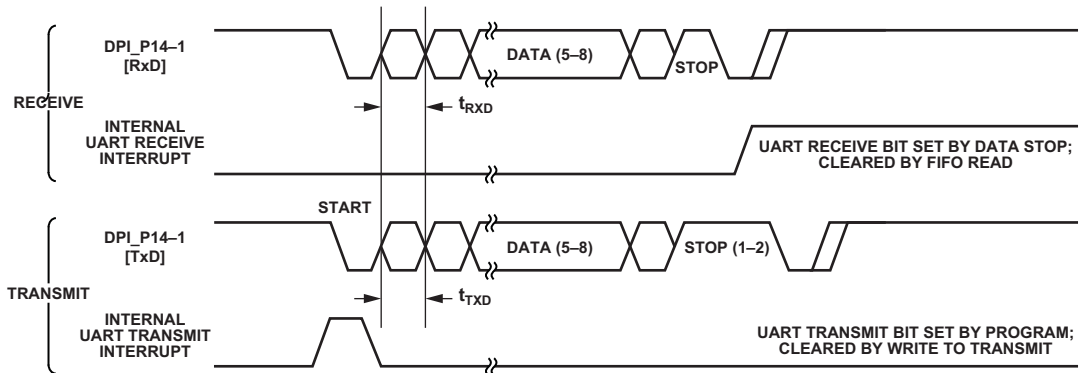 RECEIVE
DPI_P14–1
[RxD]
DATA (5–8)
STOP
tRXD
INTERNAL
UART RECEIVE
INTERRUPT
UART RECEIVE BIT SET BY DATA STOP;
CLEARED BY FIFO READ
TRANSMIT
START
DPI_P14–1
[TxD]
DATA (5–8)
STOP (1–2)
tTXD
INTERNAL
UART TRANSMIT
INTERRUPT
UART TRANSMIT BIT SET BY PROGRAM;
CLEARED BY WRITE TO TRANSMIT